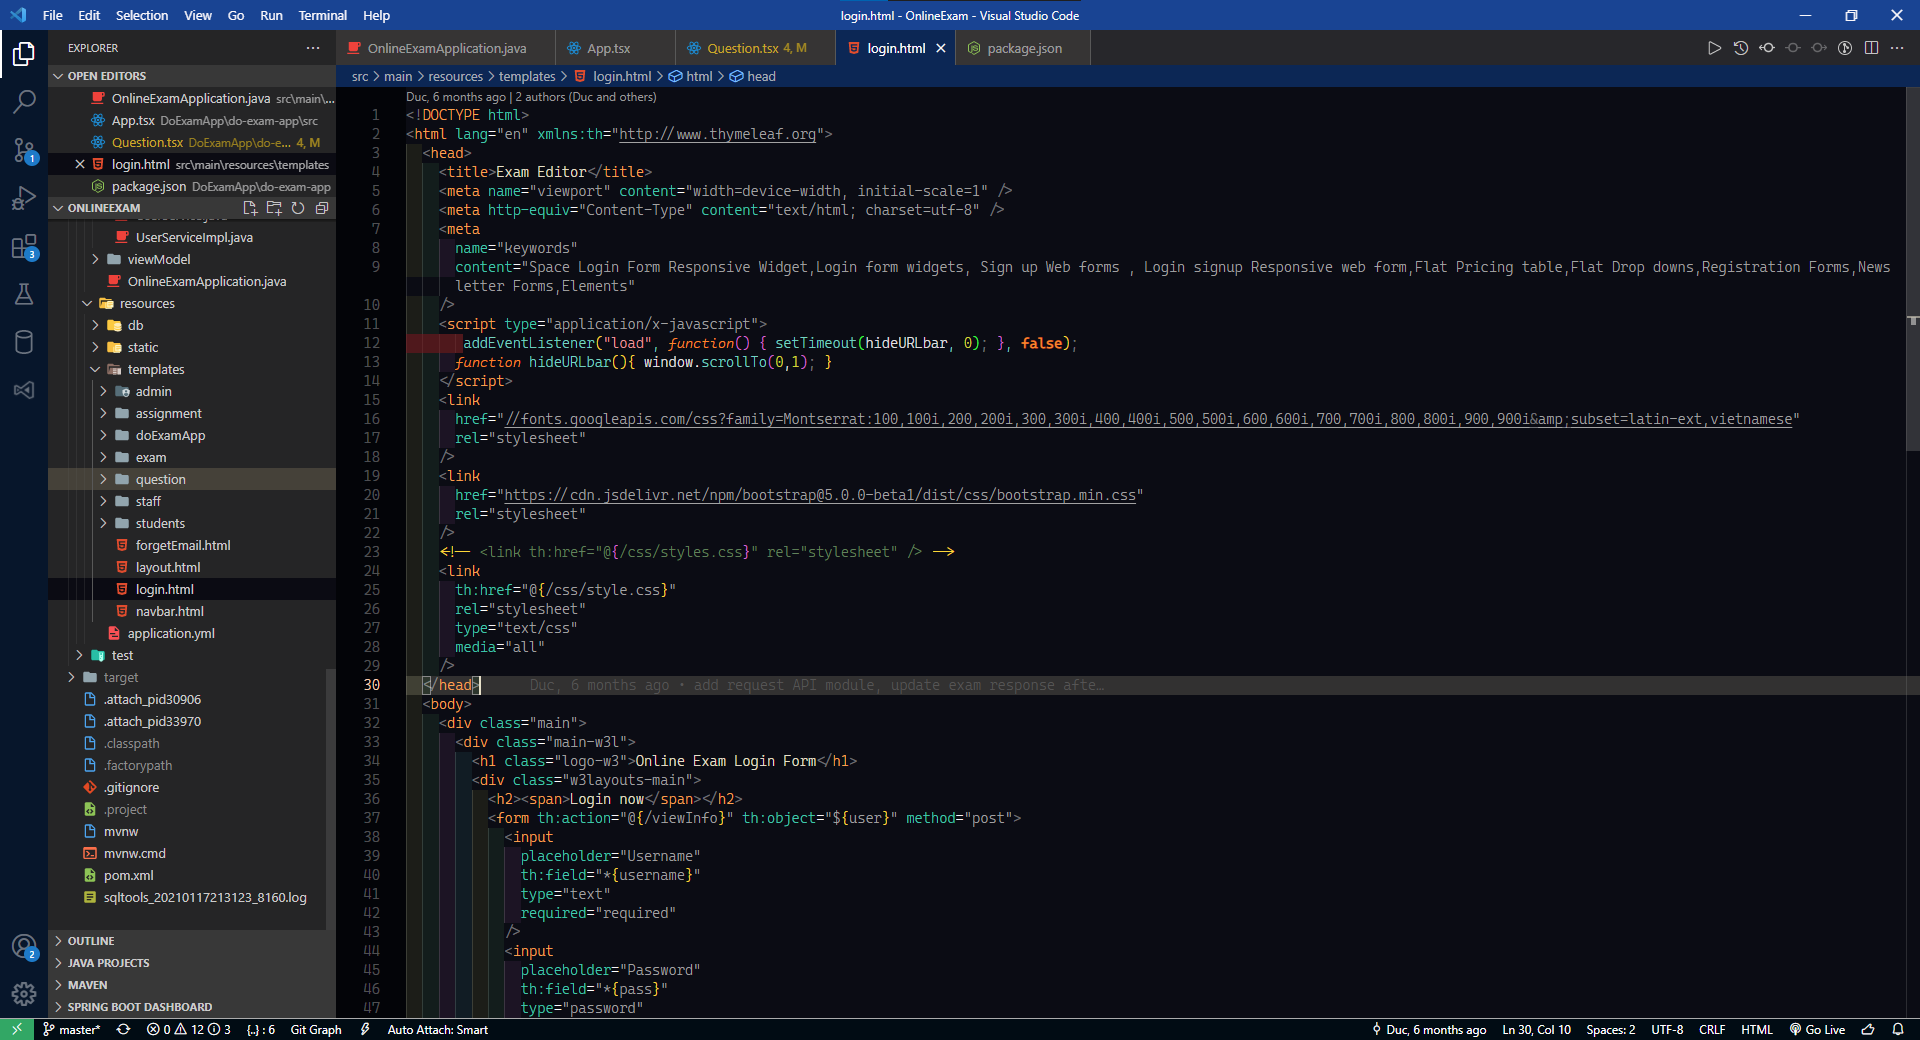 File Edit Selection View Go Run Terminal Help
login.html - OnlineExam - Visual Studio Code
EXPLORER
OPEN EDITORS
OnlineExamApplication.java src\main\...
App.tsx DoExamApp\do-exam-app\src
Question.tsx DoExamApp\do-e... 4, M
login.html src\main\resources\templates
package.json DoExamApp\do-exam-app
ONLINEEXAM
UserServiceImpl.java
viewModel
OnlineExamApplication.java
resources
db
static
templates
admin
assignment
doExamApp
exam
question
staff
students
forgetEmail.html
layout.html
login.html
navbar.html
application.yml
test
target
.attach_pid30906
.attach_pid33970
.classpath
.factorypath
.gitignore
.project
mvnw
mvnw.cmd
pom.xml
sqltools_20210117213123_8160.log
OUTLINE
JAVA PROJECTS
MAVEN
SPRING BOOT DASHBOARD
1
3
2
OnlineExamApplication.java App.tsx Question.tsx 4, M login.html package.json
src > main > resources > templates > login.html > html > head
Duc, 6 months ago | 2 authors (Duc and others)
1 <!DOCTYPE html>
2 <html lang="en" xmlns:th="http://www.thymeleaf.org">
3 <head>
4 <title>Exam Editor</title>
5 <meta name="viewport" content="width=device-width, initial-scale=1" />
6 <meta http-equiv="Content-Type" content="text/html; charset=utf-8" />
7 <meta
8 name="keywords"
9 content="Space Login Form Responsive Widget,Login form widgets, Sign up Web forms , Login signup Responsive web form,Flat Pricing table,Flat Drop downs,Registration Forms,News
letter Forms,Elements"
10 />
11 <script type="application/x-javascript">
12 addEventListener("load", function() { setTimeout(hideURLbar, 0); }, false);
13 function hideURLbar(){ window.scrollTo(0,1); }
14 </script>
15 <link
16 href="//fonts.googleapis.com/css?family=Montserrat:100,100i,200,200i,300,300i,400,400i,500,500i,600,600i,700,700i,800,800i,900,900i&amp;subset=latin-ext,vietnamese"
17 rel="stylesheet"
18 />
19 <link
20 href="https://cdn.jsdelivr.net/npm/bootstrap@5.0.0-beta1/dist/css/bootstrap.min.css"
21 rel="stylesheet"
22 />
23 <!-- <link th:href="@{/css/styles.css}" rel="stylesheet" /> -->
24 <link
25 th:href="@{/css/style.css}"
26 rel="stylesheet"
27 type="text/css"
28 media="all"
29 />
30 </head> Duc, 6 months ago • add request API module, update exam response afte…
31 <body>
32 <div class="main">
33 <div class="main-w3l">
34 <h1 class="logo-w3">Online Exam Login Form</h1>
35 <div class="w3layouts-main">
36 <h2><span>Login now</span></h2>
37 <form th:action="@{/viewInfo}" th:object="${user}" method="post">
38 <input
39 placeholder="Username"
40 th:field="*{username}"
41 type="text"
42 required="required"
43 />
44 <input
45 placeholder="Password"
46 th:field="*{pass}"
47 type="password"
master* 0 12 3 {..} : 6 Git Graph Auto Attach: Smart
Duc, 6 months ago Ln 30, Col 10 Spaces: 2 UTF-8 CRLF HTML Go Live